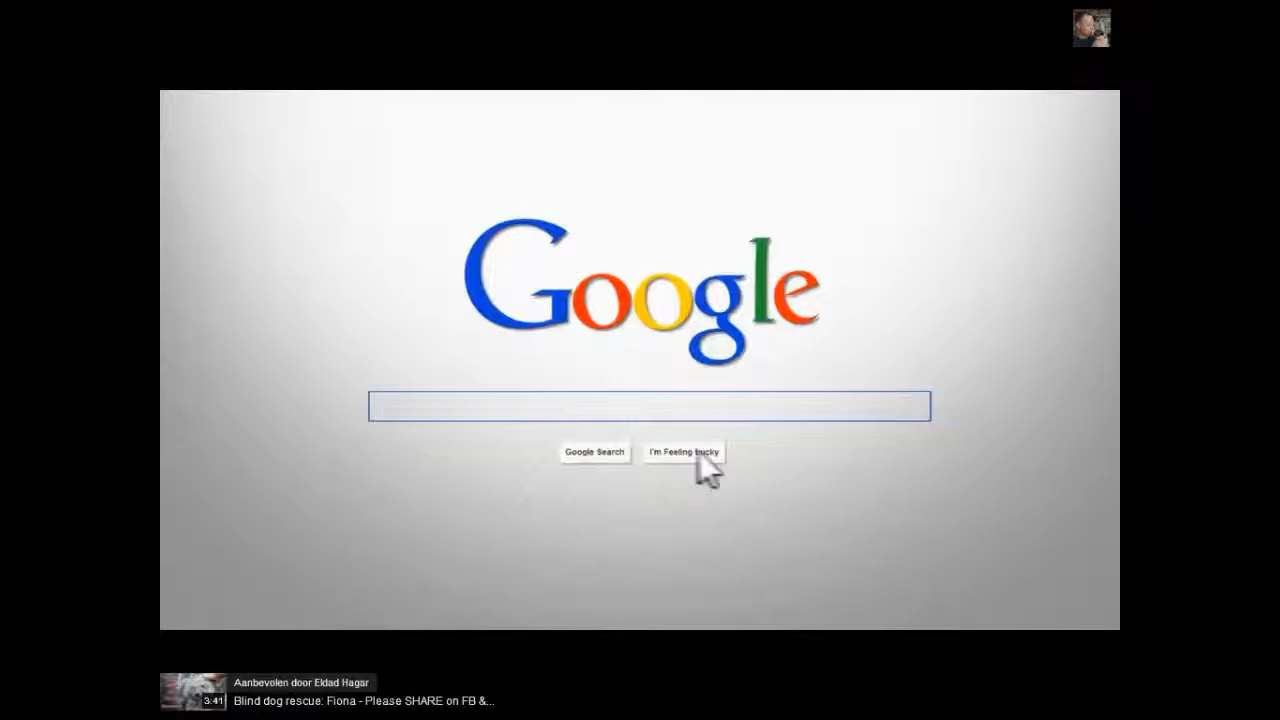 Google
Google Search
I'm Feeling Lucky
3:41
Aanbevolen door Eldad Hagar
Blind dog rescue: Fiona - Please SHARE on FB &...